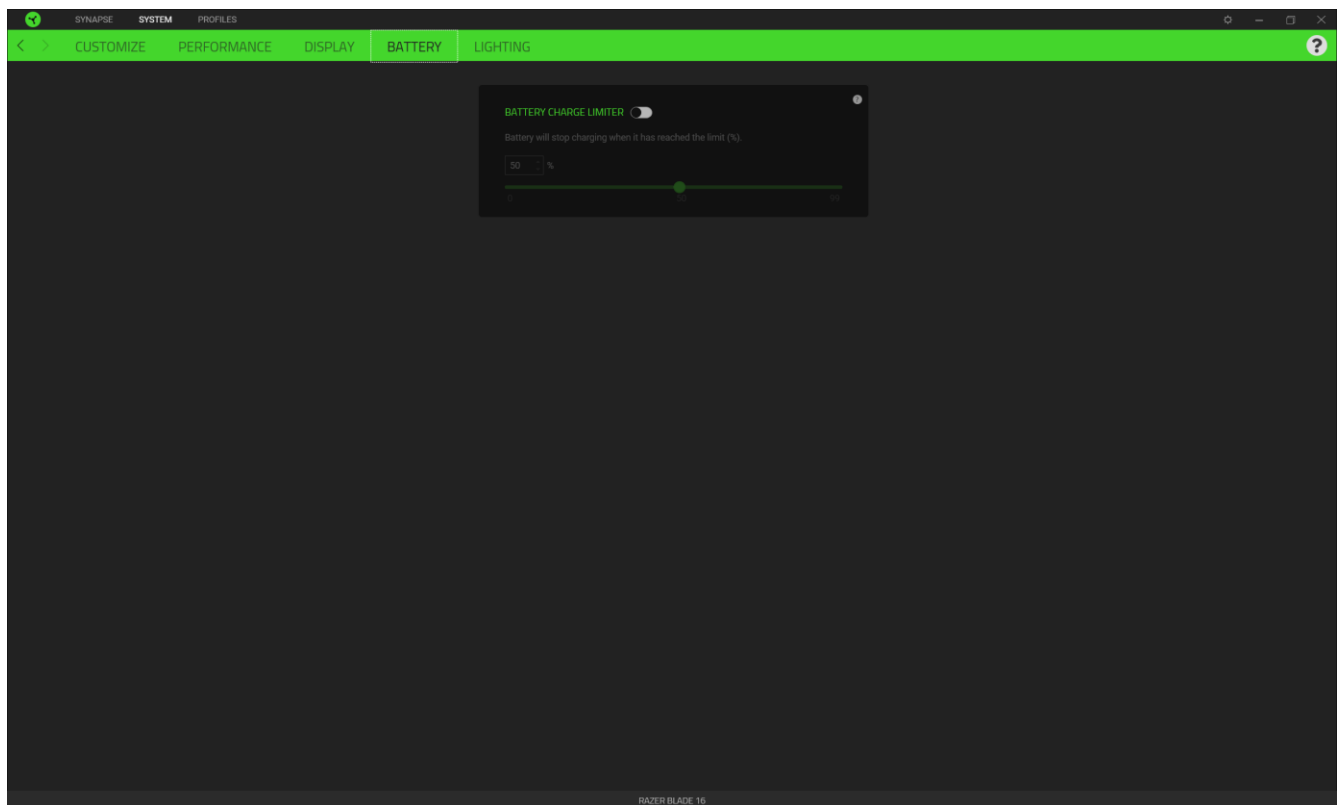 SYNAPSE SYSTEM PROFILES
CUSTOMIZE PERFORMANCE DISPLAY BATTERY LIGHTING ?
BATTERY CHARGE LIMITER ?
Battery will stop charging when it has reached the limit (%).
50 %
0 50 99
RAZER BLADE 16